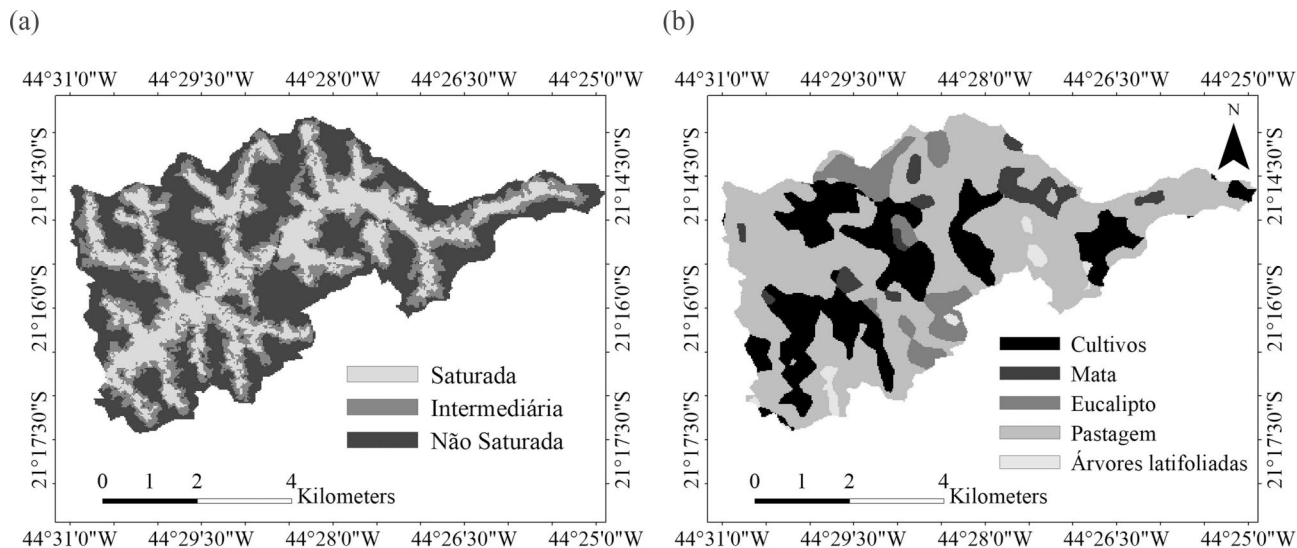 (a)
44°31'0"W 44°29'30"W 44°28'0"W 44°26'30"W 44°25'0"W
21°14'30"S
21°16'0"S
21°17'30"S
21°14'30"S
21°16'0"S
21°17'30"S
Saturada
Intermediária
Não Saturada
0 1 2 4
Kilometers
44°31'0"W 44°29'30"W 44°28'0"W 44°26'30"W 44°25'0"W
(b)
44°31'0"W 44°29'30"W 44°28'0"W 44°26'30"W 44°25'0"W
N
21°14'30"S
21°16'0"S
21°17'30"S
21°14'30"S
21°16'0"S
21°17'30"S
Cultivos
Mata
Eucalipto
Pastagem
Árvores latifoliadas
0 1 2 4
Kilometers
44°31'0"W 44°29'30"W 44°28'0"W 44°26'30"W 44°25'0"W